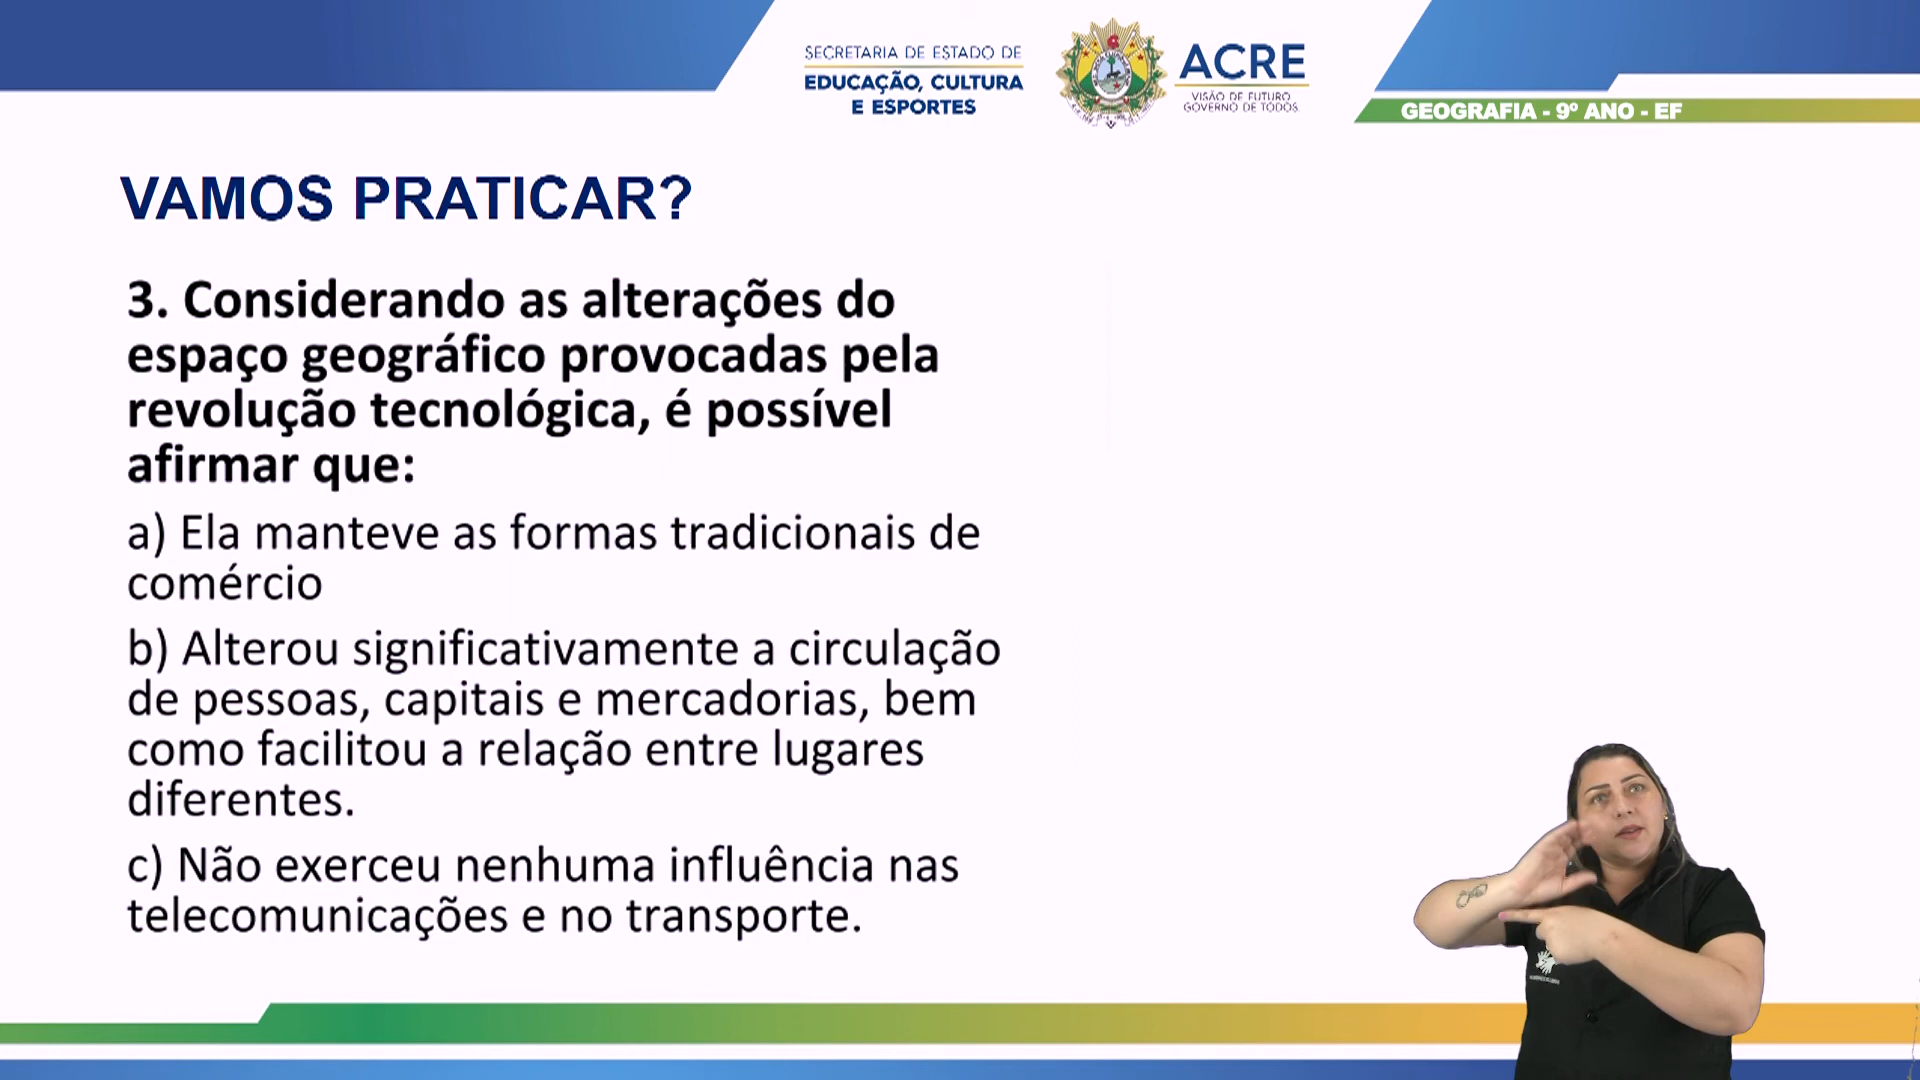 SECRETARIA DE ESTADO DE
EDUCAÇÃO, CULTURA
E ESPORTES
ACRE
VISÃO DE FUTURO
GOVERNO DE TODOS
GEOGRAFIA - 9º ANO - EF
VAMOS PRATICAR?
3. Considerando as alterações do
espaço geográfico provocadas pela
revolução tecnológica, é possível
afirmar que:
a) Ela manteve as formas tradicionais de
comércio
b) Alterou significativamente a circulação
de pessoas, capitais e mercadorias, bem
como facilitou a relação entre lugares
diferentes.
c) Não exerceu nenhuma influência nas
telecomunicações e no transporte.